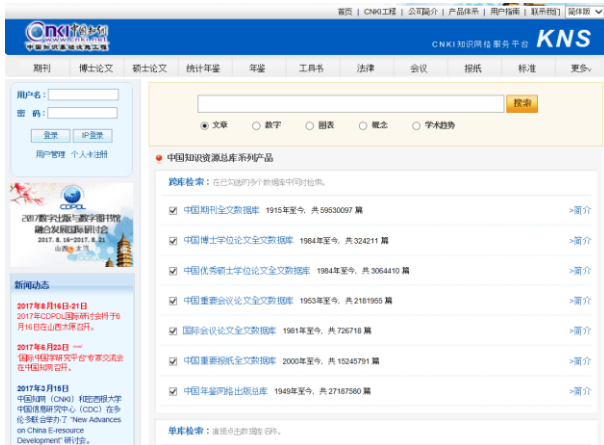 首页 | CNKI工程 | 公司简介 | 产品体系 | 用户指南 | 联系我们 简体版
Cnki中国知网
www.cnki.net
中国知识基础设施工程
CNKI知识网络服务平台 KNS
期刊 博士论文 硕士论文 统计年鉴 年鉴 工具书 法律 会议 报纸 标准 更多
用户名：
密 码：
登录 IP登录
用户管理 个人卡注册
搜索
文章 数字 图表 概念 学术趋势
中国知识资源总库系列产品
跨库检索：在已勾选的多个数据库中同时检索。
中国期刊全文数据库 1915年至今，共59530097 篇 >简介
中国博士学位论文全文数据库 1984年至今，共324211 篇 >简介
中国优秀硕士学位论文全文数据库 1984年至今，共3064410 篇 >简介
中国重要会议论文全文数据库 1953年至今，共2181955 篇 >简介
国际会议论文全文数据库 1981年至今，共726718 篇 >简介
中国重要报纸全文数据库 2000年至今，共15245791 篇 >简介
中国年鉴网络出版总库 1949年至今，共27187580 篇 >简介
单库检索：请提点击数据库名称。
CDPDL
2017数字出版与数字图书馆
融合发展国际研讨会
2017.8.16-2017.8.21
山西 太原
新闻动态
2017年8月16日-21日
2017年CDPDL国际研讨会将于8
月16日在山西太原召开。
2017年6月23日
“国际中国学研究平台”专家交流会
在中国知网召开。
2017年3月15日
中国知网（CNKI）和密西根大学
中国信息研究中心（CDC）在多
伦多联合举办了 "New Advances
on China E-resource
Development" 研讨会。